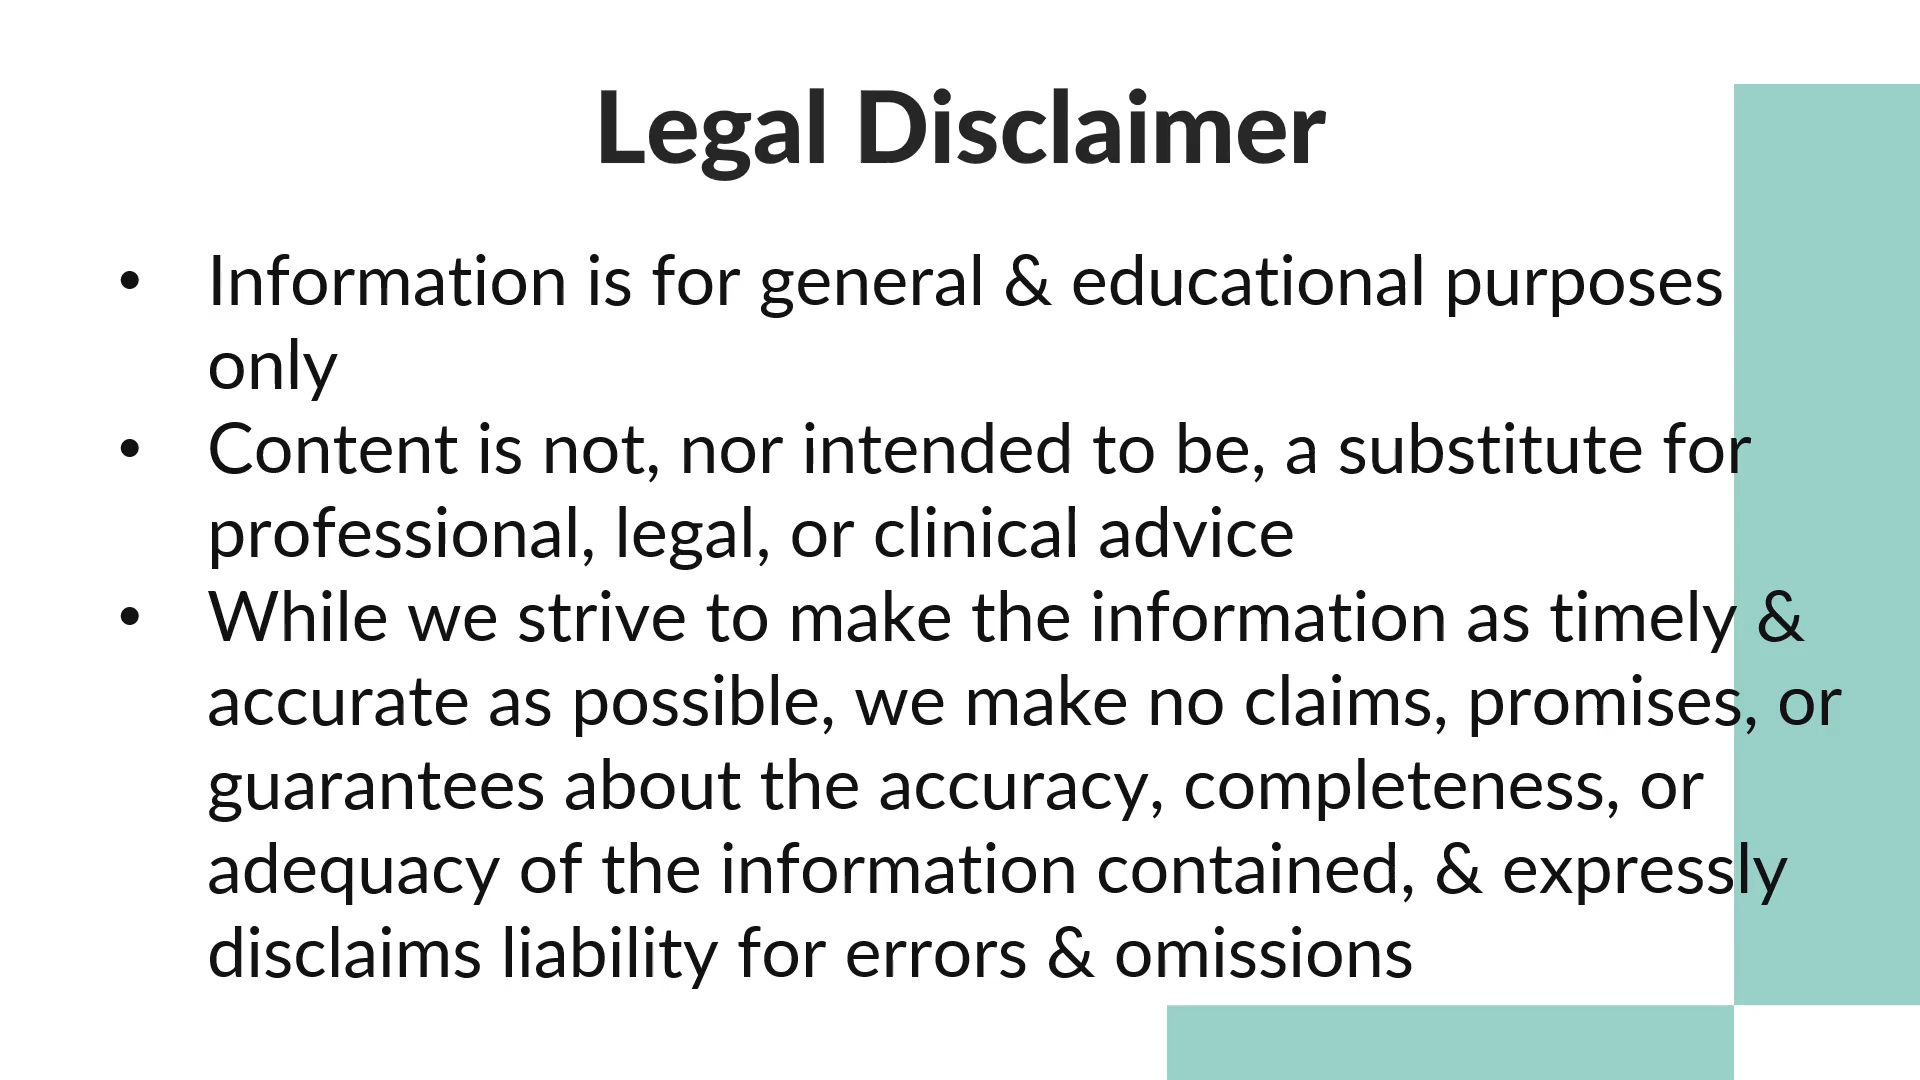 Legal Disclaimer
• Information is for general & educational purposes
only
• Content is not, nor intended to be, a substitute for
professional, legal, or clinical advice
• While we strive to make the information as timely &
accurate as possible, we make no claims, promises, or
guarantees about the accuracy, completeness, or
adequacy of the information contained, & expressly
disclaims liability for errors & omissions